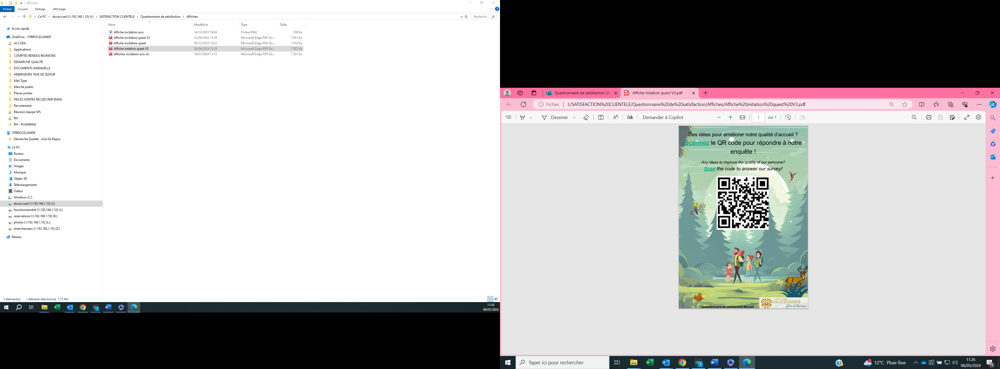 Affiches
Fichier Accueil Partage Affichage
Ce PC > docaccueil (\\192.168.1.10) (I:) > SATISFACTION CLIENTELE > Questionnaire de satisfaction > Affiches
Recherch...
Nom Modifié le Type Taille
Affiche incitation avis 14/12/2023 18:04 Fichier PNG 359 Ko
Affiche incitation quest V2 12/04/2024 15:54 Microsoft Edge PDF Do... 7 931 Ko
Affiche incitation quest 30/12/2023 15:22 Microsoft Edge PDF Do... 7 819 Ko
Affiche initation quest V3 26/04/2024 15:28 Microsoft Edge PDF Do... 7 923 Ko
Affiches incitation avis x6 18/01/2024 11:15 Microsoft Edge PDF Do... 7 301 Ko
Accès rapide
OneDrive - OTBROCELIANDE
ACCUEIL
Applications
COMPTES RENDUS REUNIONS
DEMARCHE QUALITE
DOCUMENTS GWENAËLLE
HEBERGEURS TAXE DE SEJOUR
Mail Type
Marché public
Pièces jointes
PIECES JOINTES RECUES PAR EMAIL
Recrutement
Réunion équipe SPL
RH
RH - PLANNING
OTBROCELIANDE
Démarche Qualité - Aire De Repos
Ce PC
Bureau
Documents
Images
Musique
Objets 3D
Téléchargements
Vidéos
Windows (C:)
docaccueil (\\192.168.1.10) (I:)
fonctionnement (\\192.168.1.10) (J:)
reservations (\\192.168.1.10) (K:)
photos (\\192.168.1.10) (L:)
lmarchesseau (\\192.168.1.10) (Z:)
Réseau
5 élément(s) 1 élément sélectionné 7,73 Mo
11:26
06/05/2024
Questionnaire de satisfaction 202
Affiche initation quest V3.pdf
Fichier | I:/SATISFACTION%20CLIENTELE/Questionnaire%20de%20satisfaction/Affiches/Affiche%20initation%20quest%20V3.pdf
Dessiner aあ Demander à Copilot 1 sur 1
Des idées pour améliorer notre qualité d'accueil ?
Scannez le QR code pour répondre à notre
enquête !
Any ideas to improve the quality of our welcome?
Scan the code to answer our survey!
BROCÉLIANDE
Office de Tourisme
Questionnaire de satisfaction Accueil
Taper ici pour rechercher
12°C Pluie fine
11:26
06/05/2024
15